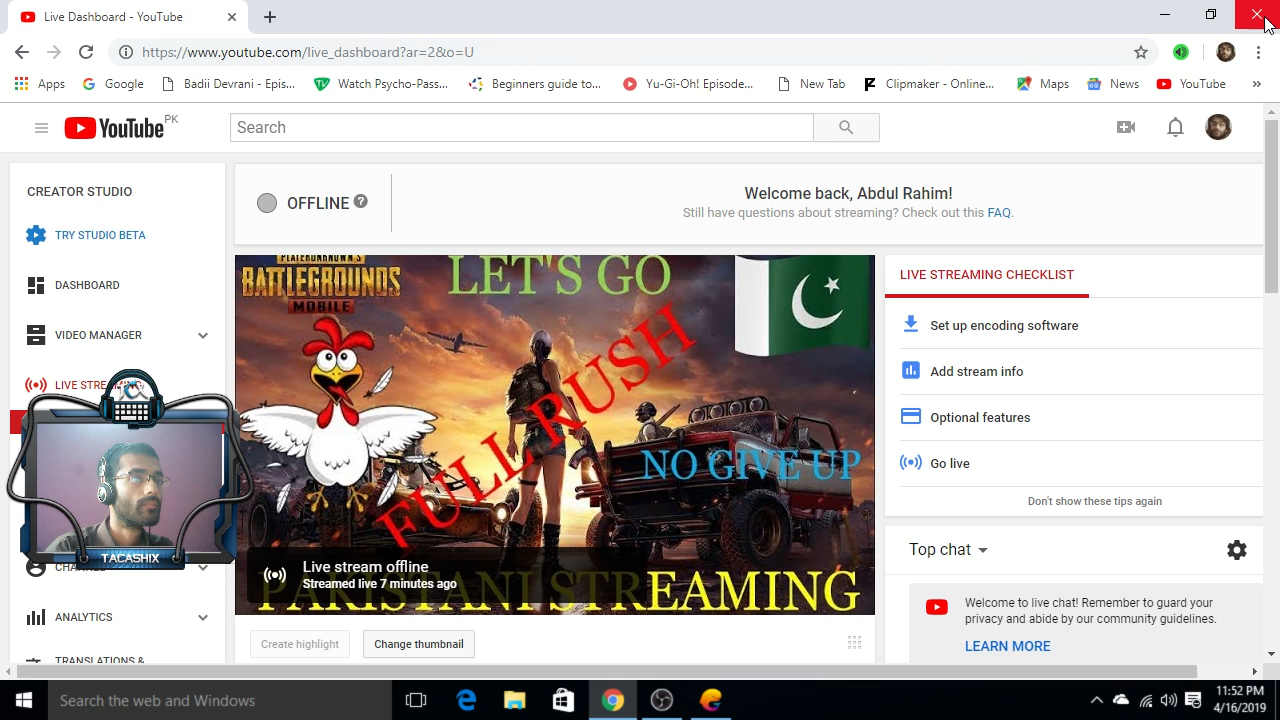 Live Dashboard - YouTube
https://www.youtube.com/live_dashboard?ar=2&o=U
Apps Google Badii Devrani - Epis... Watch Psycho-Pass... Beginners guide to... Yu-Gi-Oh! Episode... New Tab Clipmaker - Online... Maps News YouTube »
YouTube PK
Search
CREATOR STUDIO
TRY STUDIO BETA
DASHBOARD
VIDEO MANAGER
LIVE STREAMING
TACASHIX
ANALYTICS
TRANSLATIONS &
OFFLINE ?
Welcome back, Abdul Rahim!
Still have questions about streaming? Check out this FAQ.
PLAYERUNKNOWN'S
BATTLEGROUNDS
MOBILE
LET'S GO
FULL RUSH
NO GIVE UP
Live stream offline
Streamed live 7 minutes ago
PAKISTANI STREAMING
Create highlight
Change thumbnail
LIVE STREAMING CHECKLIST
Set up encoding software
Add stream info
Optional features
Go live
Don't show these tips again
Top chat
Welcome to live chat! Remember to guard your
privacy and abide by our community guidelines.
LEARN MORE
Search the web and Windows
11:52 PM
4/16/2019